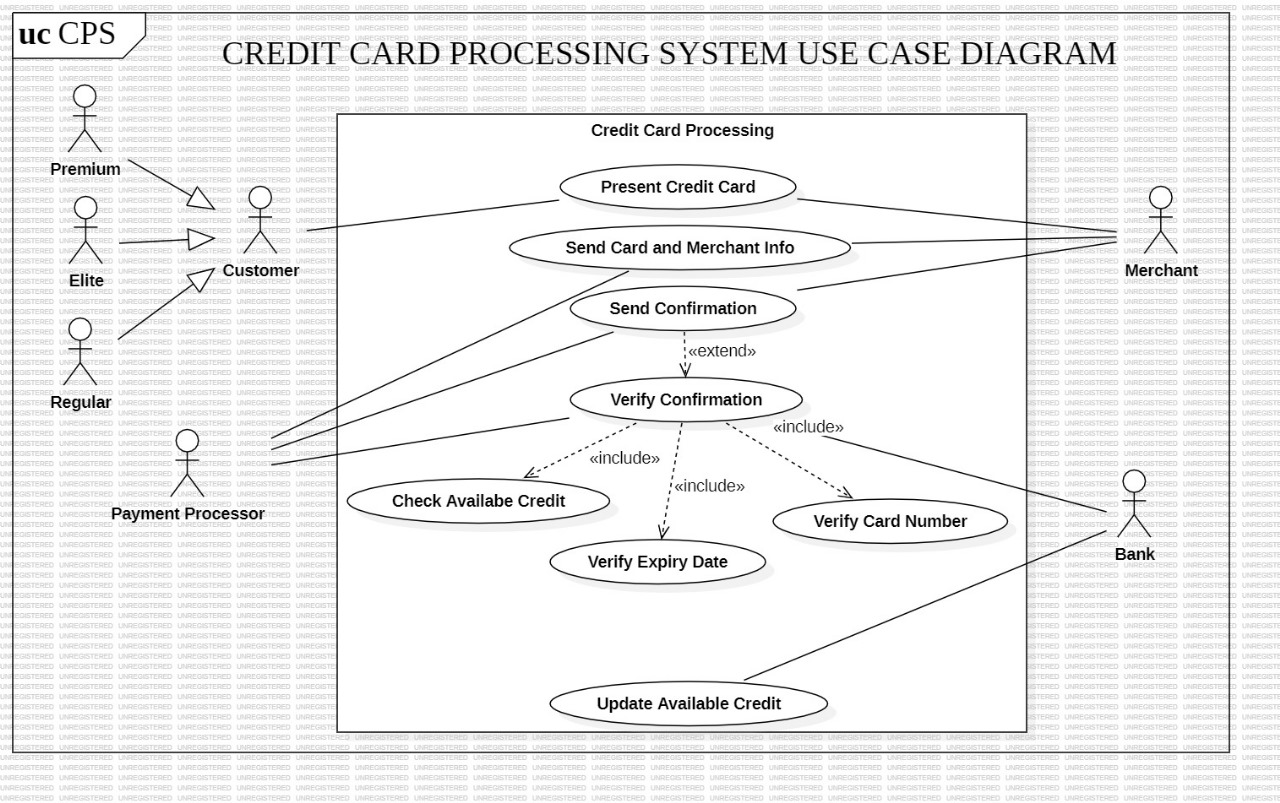 uc CPS
CREDIT CARD PROCESSING SYSTEM USE CASE DIAGRAM
Credit Card Processing
Premium
Present Credit Card
Send Card and Merchant Info
Customer
Merchant
Elite
Send Confirmation
«extend»
Regular
Verify Confirmation
«include»
«include»
«include»
Check Availabe Credit
Payment Processor
Verify Card Number
Bank
Verify Expiry Date
Update Available Credit
UNREGISTERED